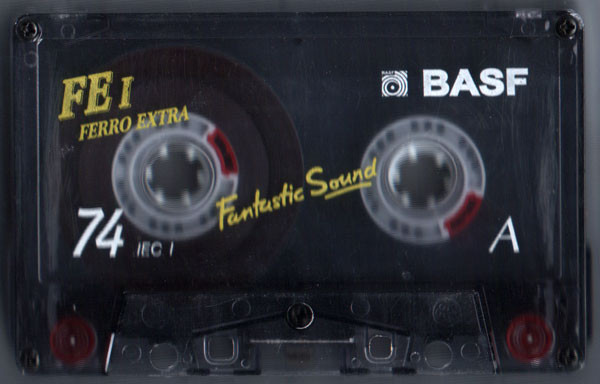 FE I
FERRO EXTRA
BASF
Fantastic Sound
74
IEC I
A